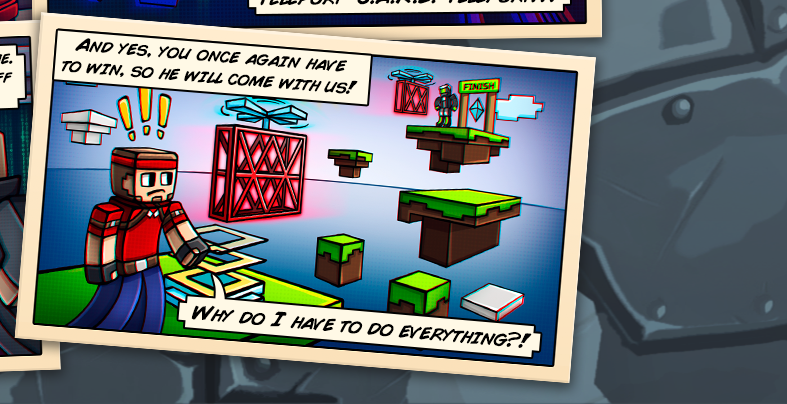 AND YES, YOU ONCE AGAIN HAVE
TO WIN, SO HE WILL COME WITH US!
FINISH
WHY DO I HAVE TO DO EVERYTHING?!